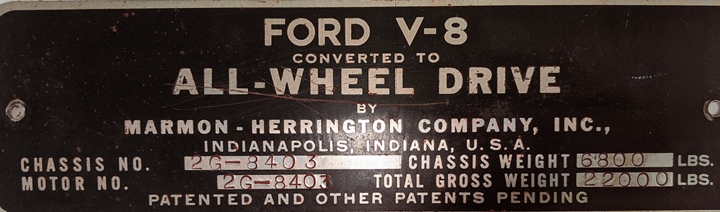 FORD V-8
CONVERTED TO
ALL-WHEEL DRIVE
BY
MARMON-HERRINGTON COMPANY, INC.,
INDIANAPOLIS, INDIANA, U.S.A.
CHASSIS NO. 2G-8403 CHASSIS WEIGHT 6800 LBS.
MOTOR NO. 2G-8403 TOTAL GROSS WEIGHT 22000 LBS.
PATENTED AND OTHER PATENTS PENDING